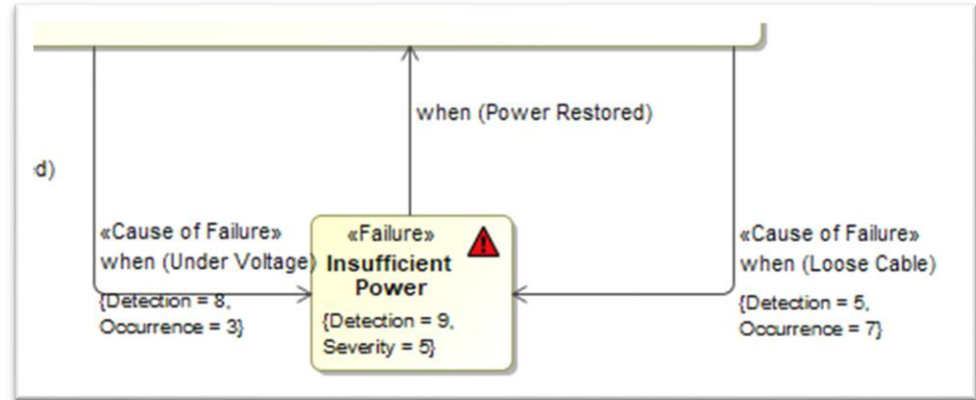 when (Power Restored)
d)
«Cause of Failure»
when (Under Voltage)
{Detection = 8,
Occurrence = 3}
«Failure»
Insufficient
Power
{Detection = 9,
Severity = 5}
«Cause of Failure»
when (Loose Cable)
{Detection = 5,
Occurrence = 7}